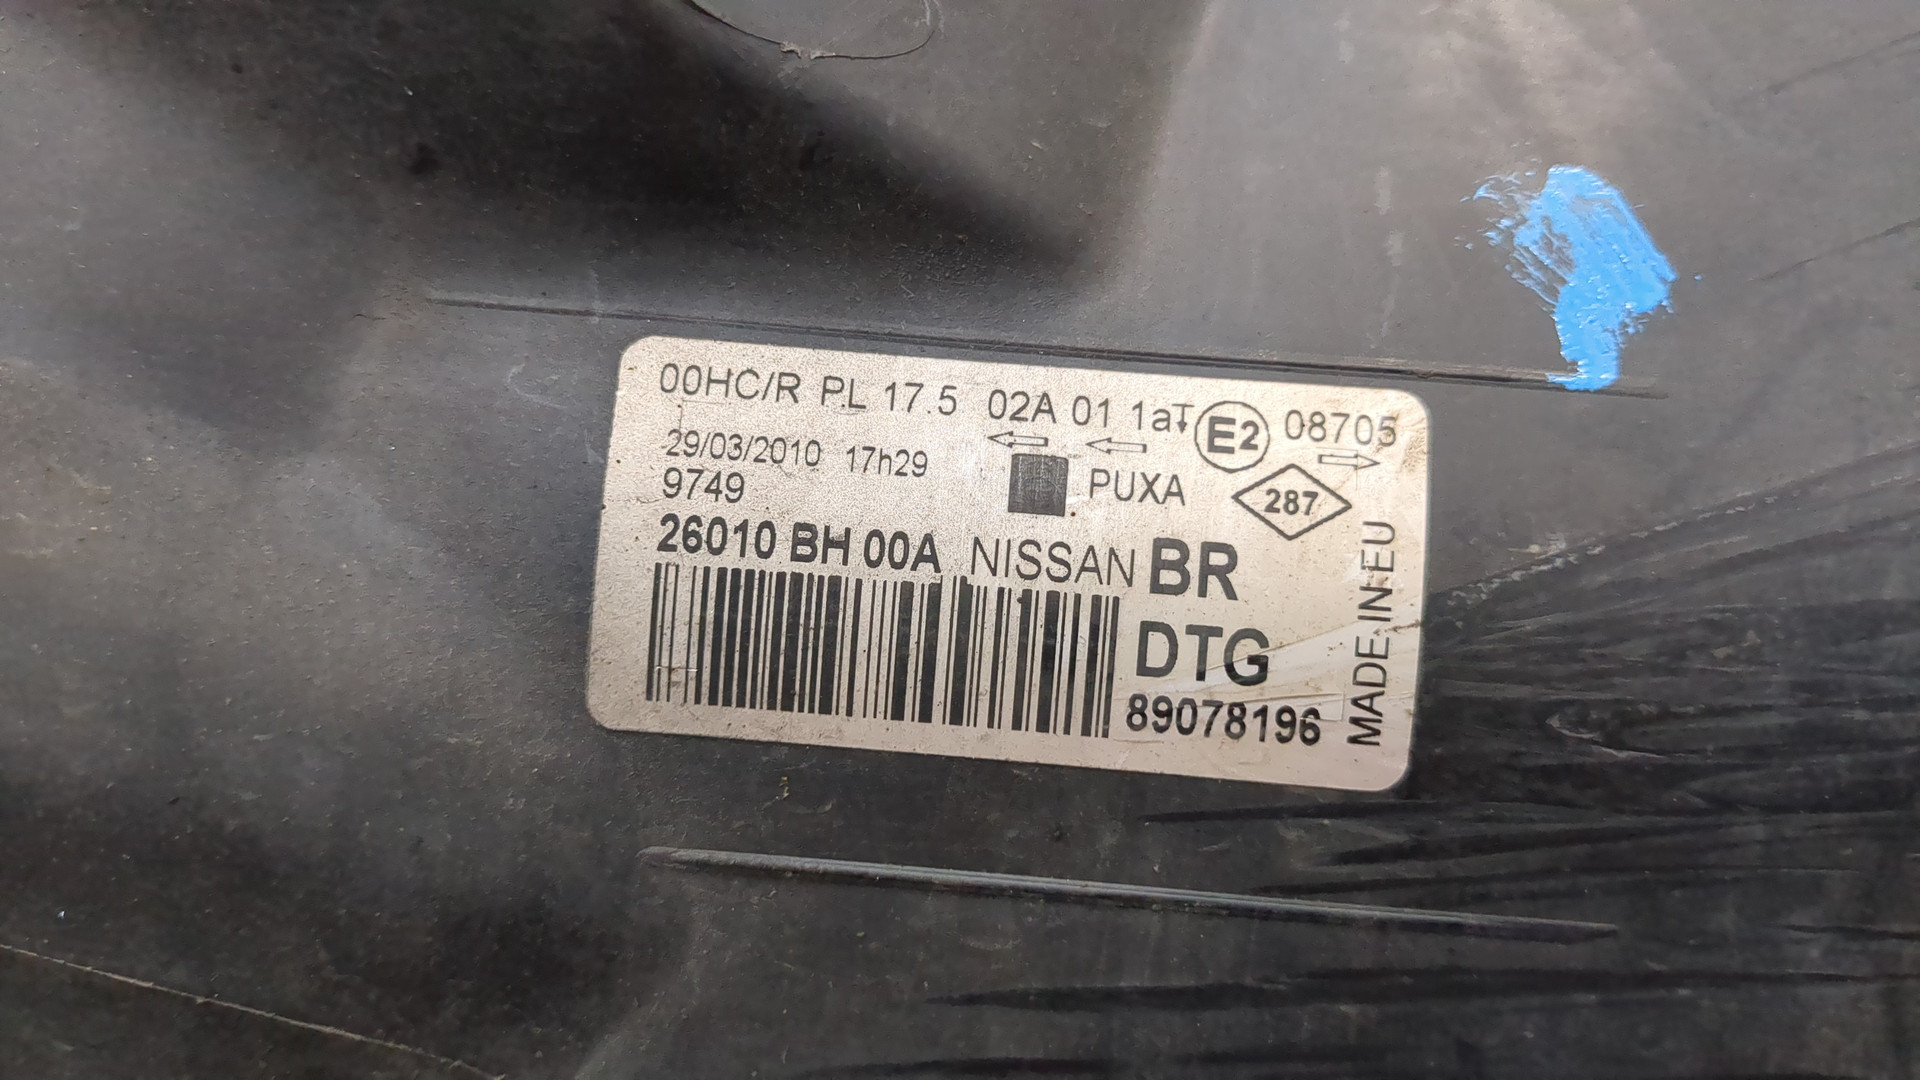 00HC/R PL 17.5 02A 01 1aT E2 08705
29/03/2010 17h29
9749
PUXA
287
26010 BH 00A NISSAN BR
DTG
89078196
MADE IN EU